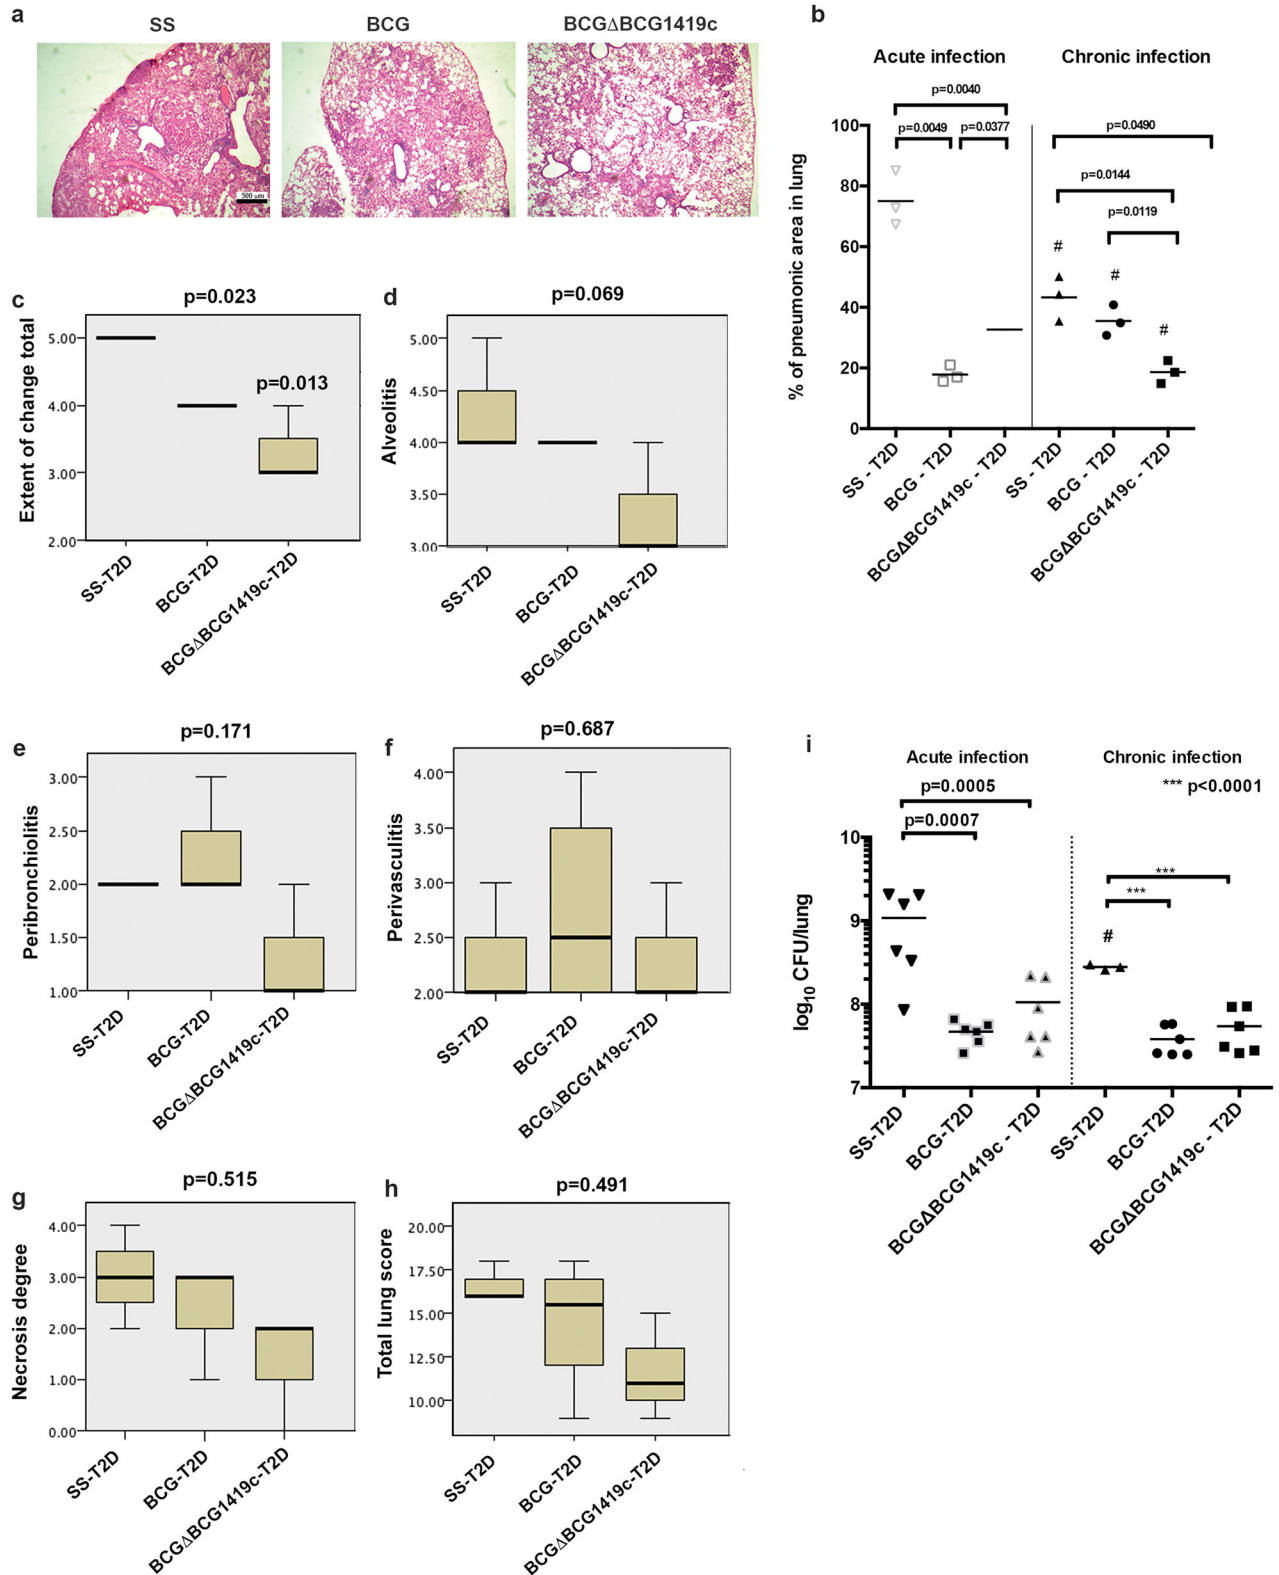 a
SS
BCG
BCGΔBCG1419c
500 µm
b
Acute infection
Chronic infection
p=0.0040
p=0.0049
p=0.0377
p=0.0490
p=0.0144
p=0.0119
% of pneumonic area in lung
100
80
60
40
20
0
#
#
#
SS - T2D
BCG - T2D
BCGΔBCG1419c - T2D
SS - T2D
BCG - T2D
BCGΔBCG1419c - T2D
c
p=0.023
p=0.013
Extent of change total
5.00
4.00
3.00
2.00
SS-T2D
BCG-T2D
BCGΔBCG1419c-T2D
d
p=0.069
Alveolitis
5.00
4.50
4.00
3.50
3.00
SS-T2D
BCG-T2D
BCGΔBCG1419c-T2D
e
p=0.171
Peribronchiolitis
3.00
2.50
2.00
1.50
1.00
SS-T2D
BCG-T2D
BCGΔBCG1419c-T2D
f
p=0.687
Perivasculitis
4.00
3.50
3.00
2.50
2.00
SS-T2D
BCG-T2D
BCGΔBCG1419c-T2D
g
p=0.515
Necrosis degree
4.00
3.00
2.00
1.00
0.00
SS-T2D
BCG-T2D
BCGΔBCG1419c-T2D
h
p=0.491
Total lung score
20.00
17.50
15.00
12.50
10.00
SS-T2D
BCG-T2D
BCGΔBCG1419c-T2D
i
Acute infection
Chronic infection
p=0.0005
*** p<0.0001
p=0.0007
***
***
#
log10 CFU/lung
10
9
8
7
SS-T2D
BCG-T2D
BCGΔBCG1419c - T2D
SS-T2D
BCG-T2D
BCGΔBCG1419c - T2D